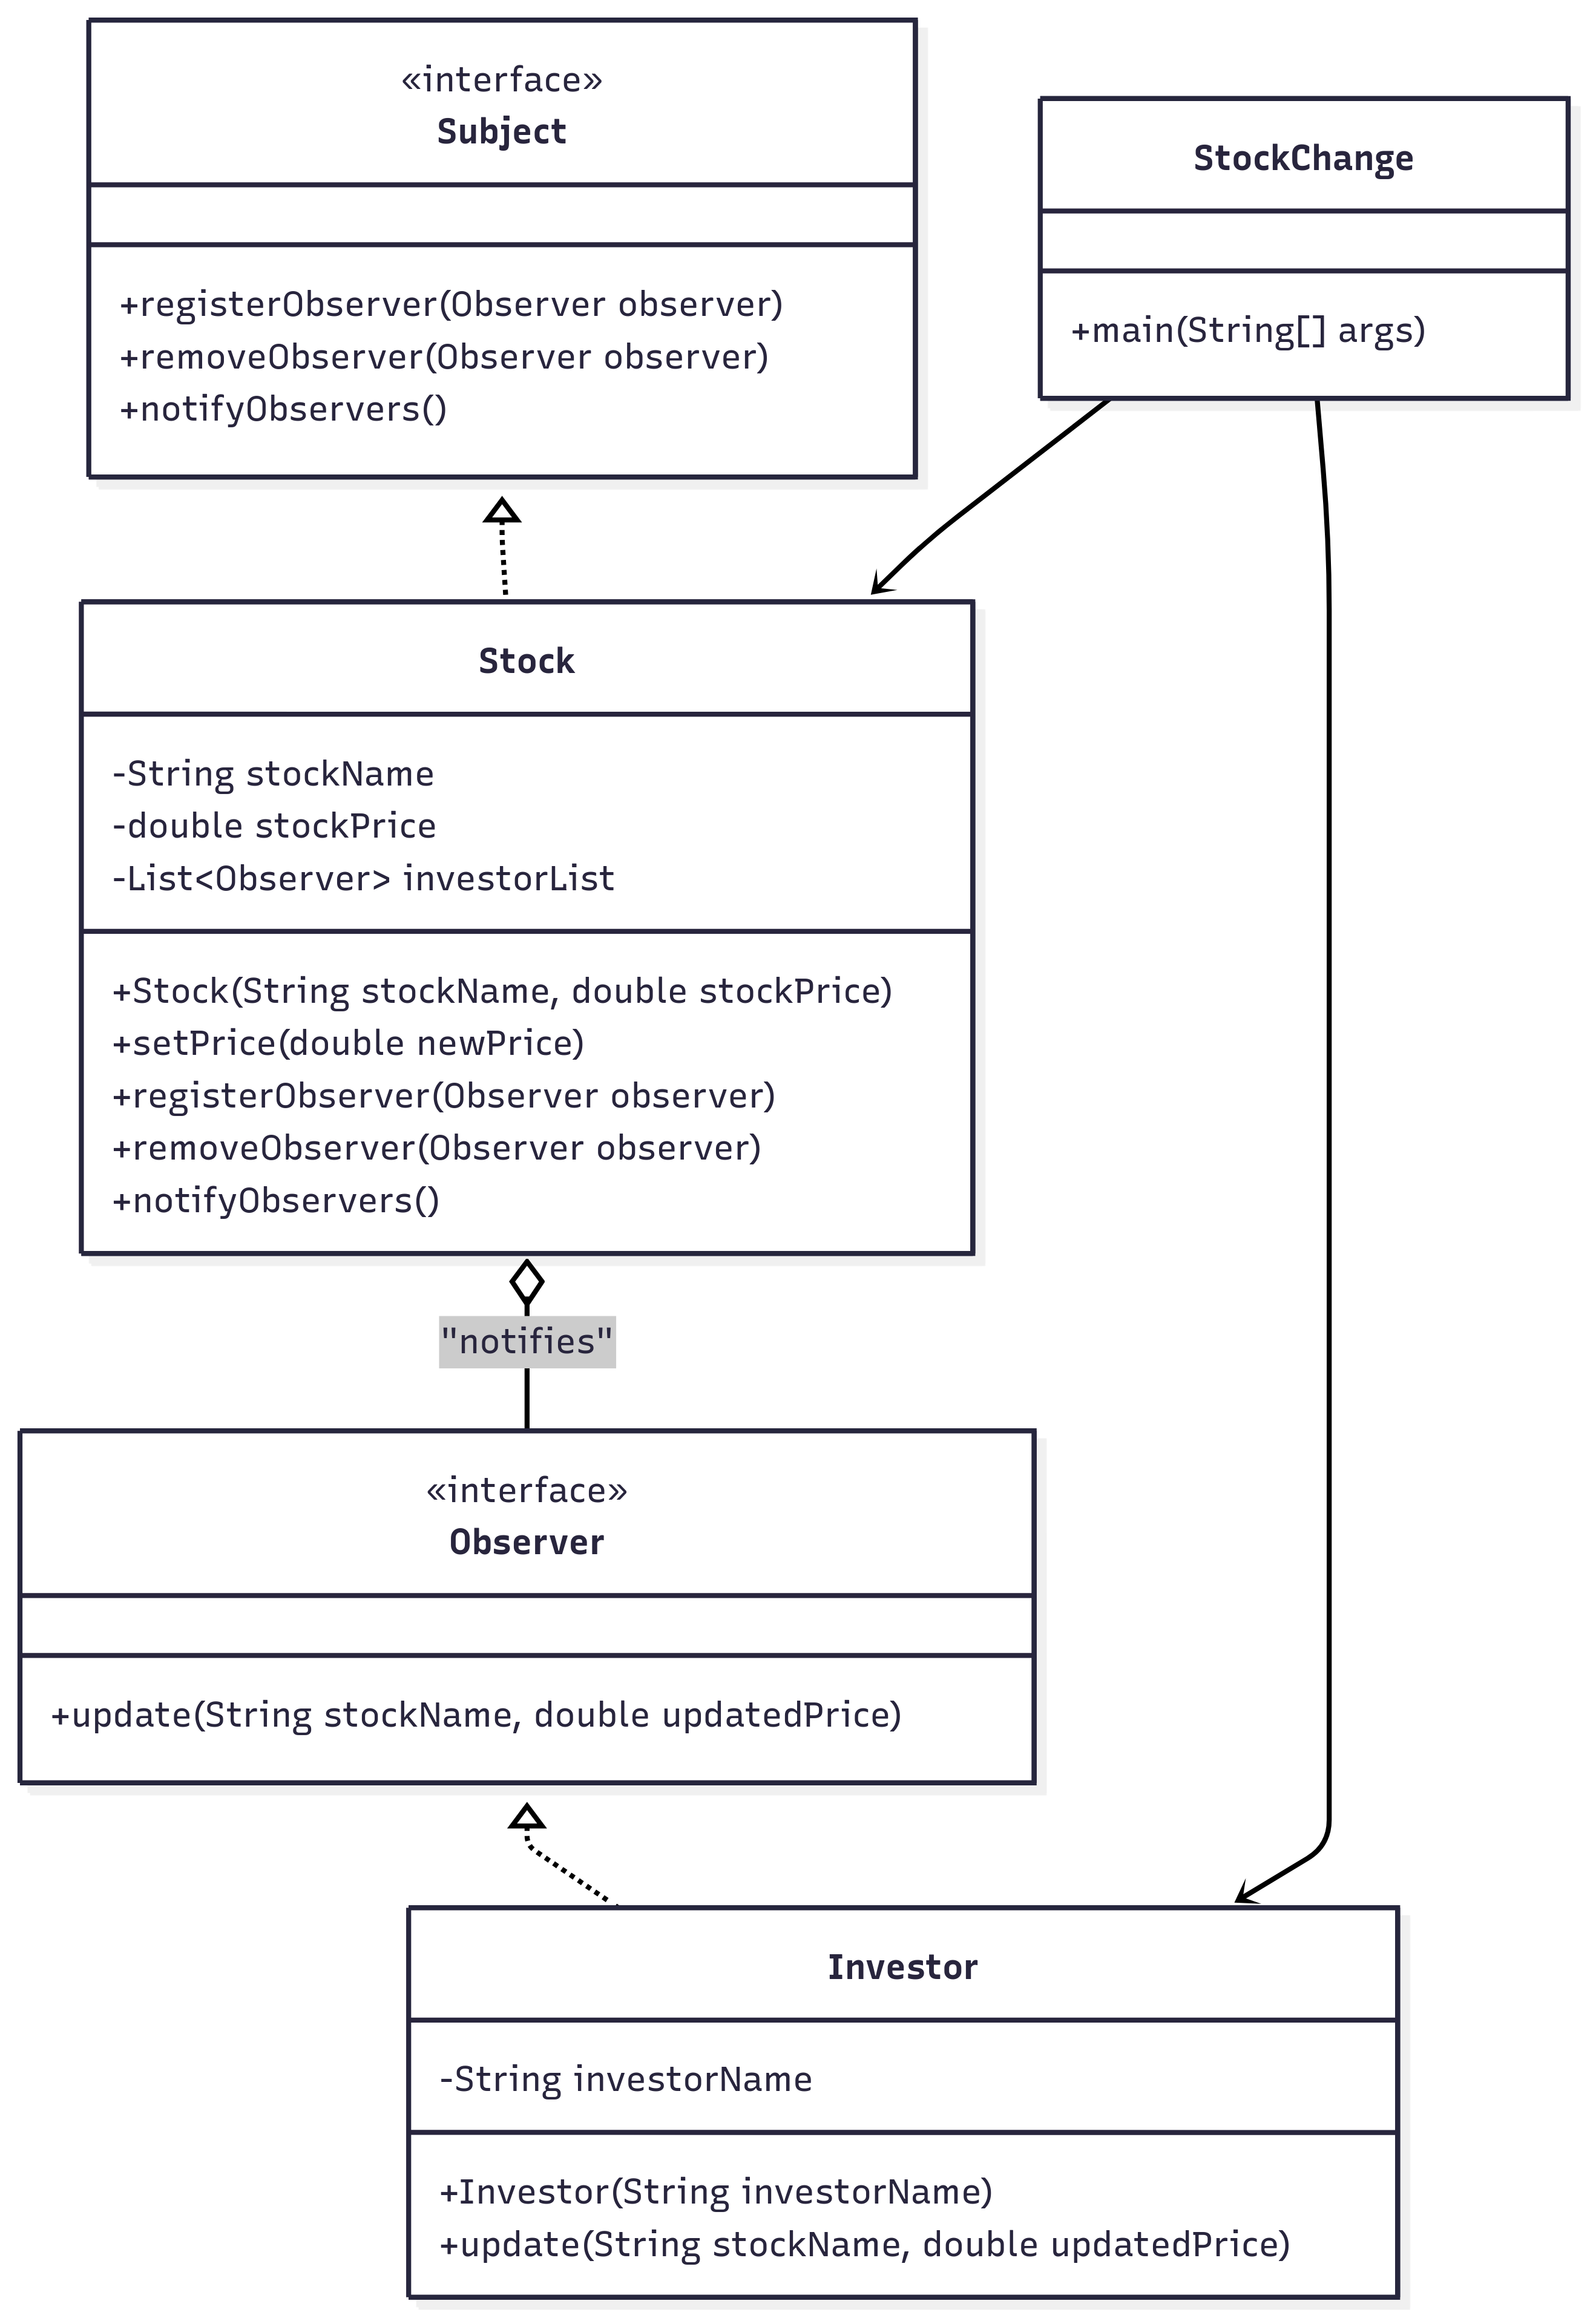 «interface»
Subject
+registerObserver(Observer observer)
+removeObserver(Observer observer)
+notifyObservers()
StockChange
+main(String[] args)
Stock
-String stockName
-double stockPrice
-List<Observer> investorList
+Stock(String stockName, double stockPrice)
+setPrice(double newPrice)
+registerObserver(Observer observer)
+removeObserver(Observer observer)
+notifyObservers()
"notifies"
«interface»
Observer
+update(String stockName, double updatedPrice)
Investor
-String investorName
+Investor(String investorName)
+update(String stockName, double updatedPrice)